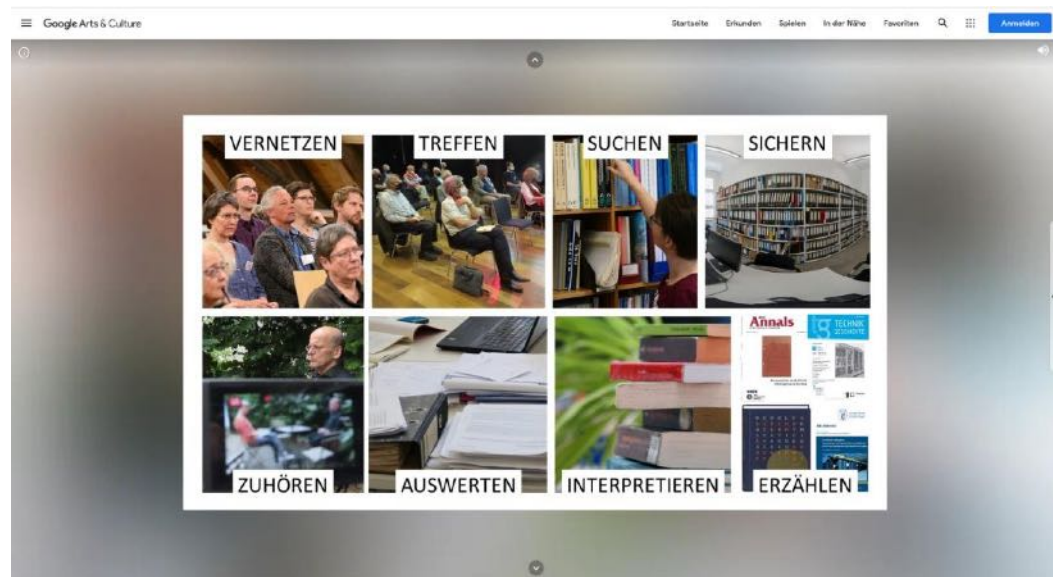 Google Arts & Culture
Startseite Erkunden Spielen In der Nähe Favoriten Anmelden
VERNETZEN TREFFEN SUCHEN SICHERN
Annals TECHNIK
ZUHÖREN AUSWERTEN INTERPRETIEREN ERZÄHLEN